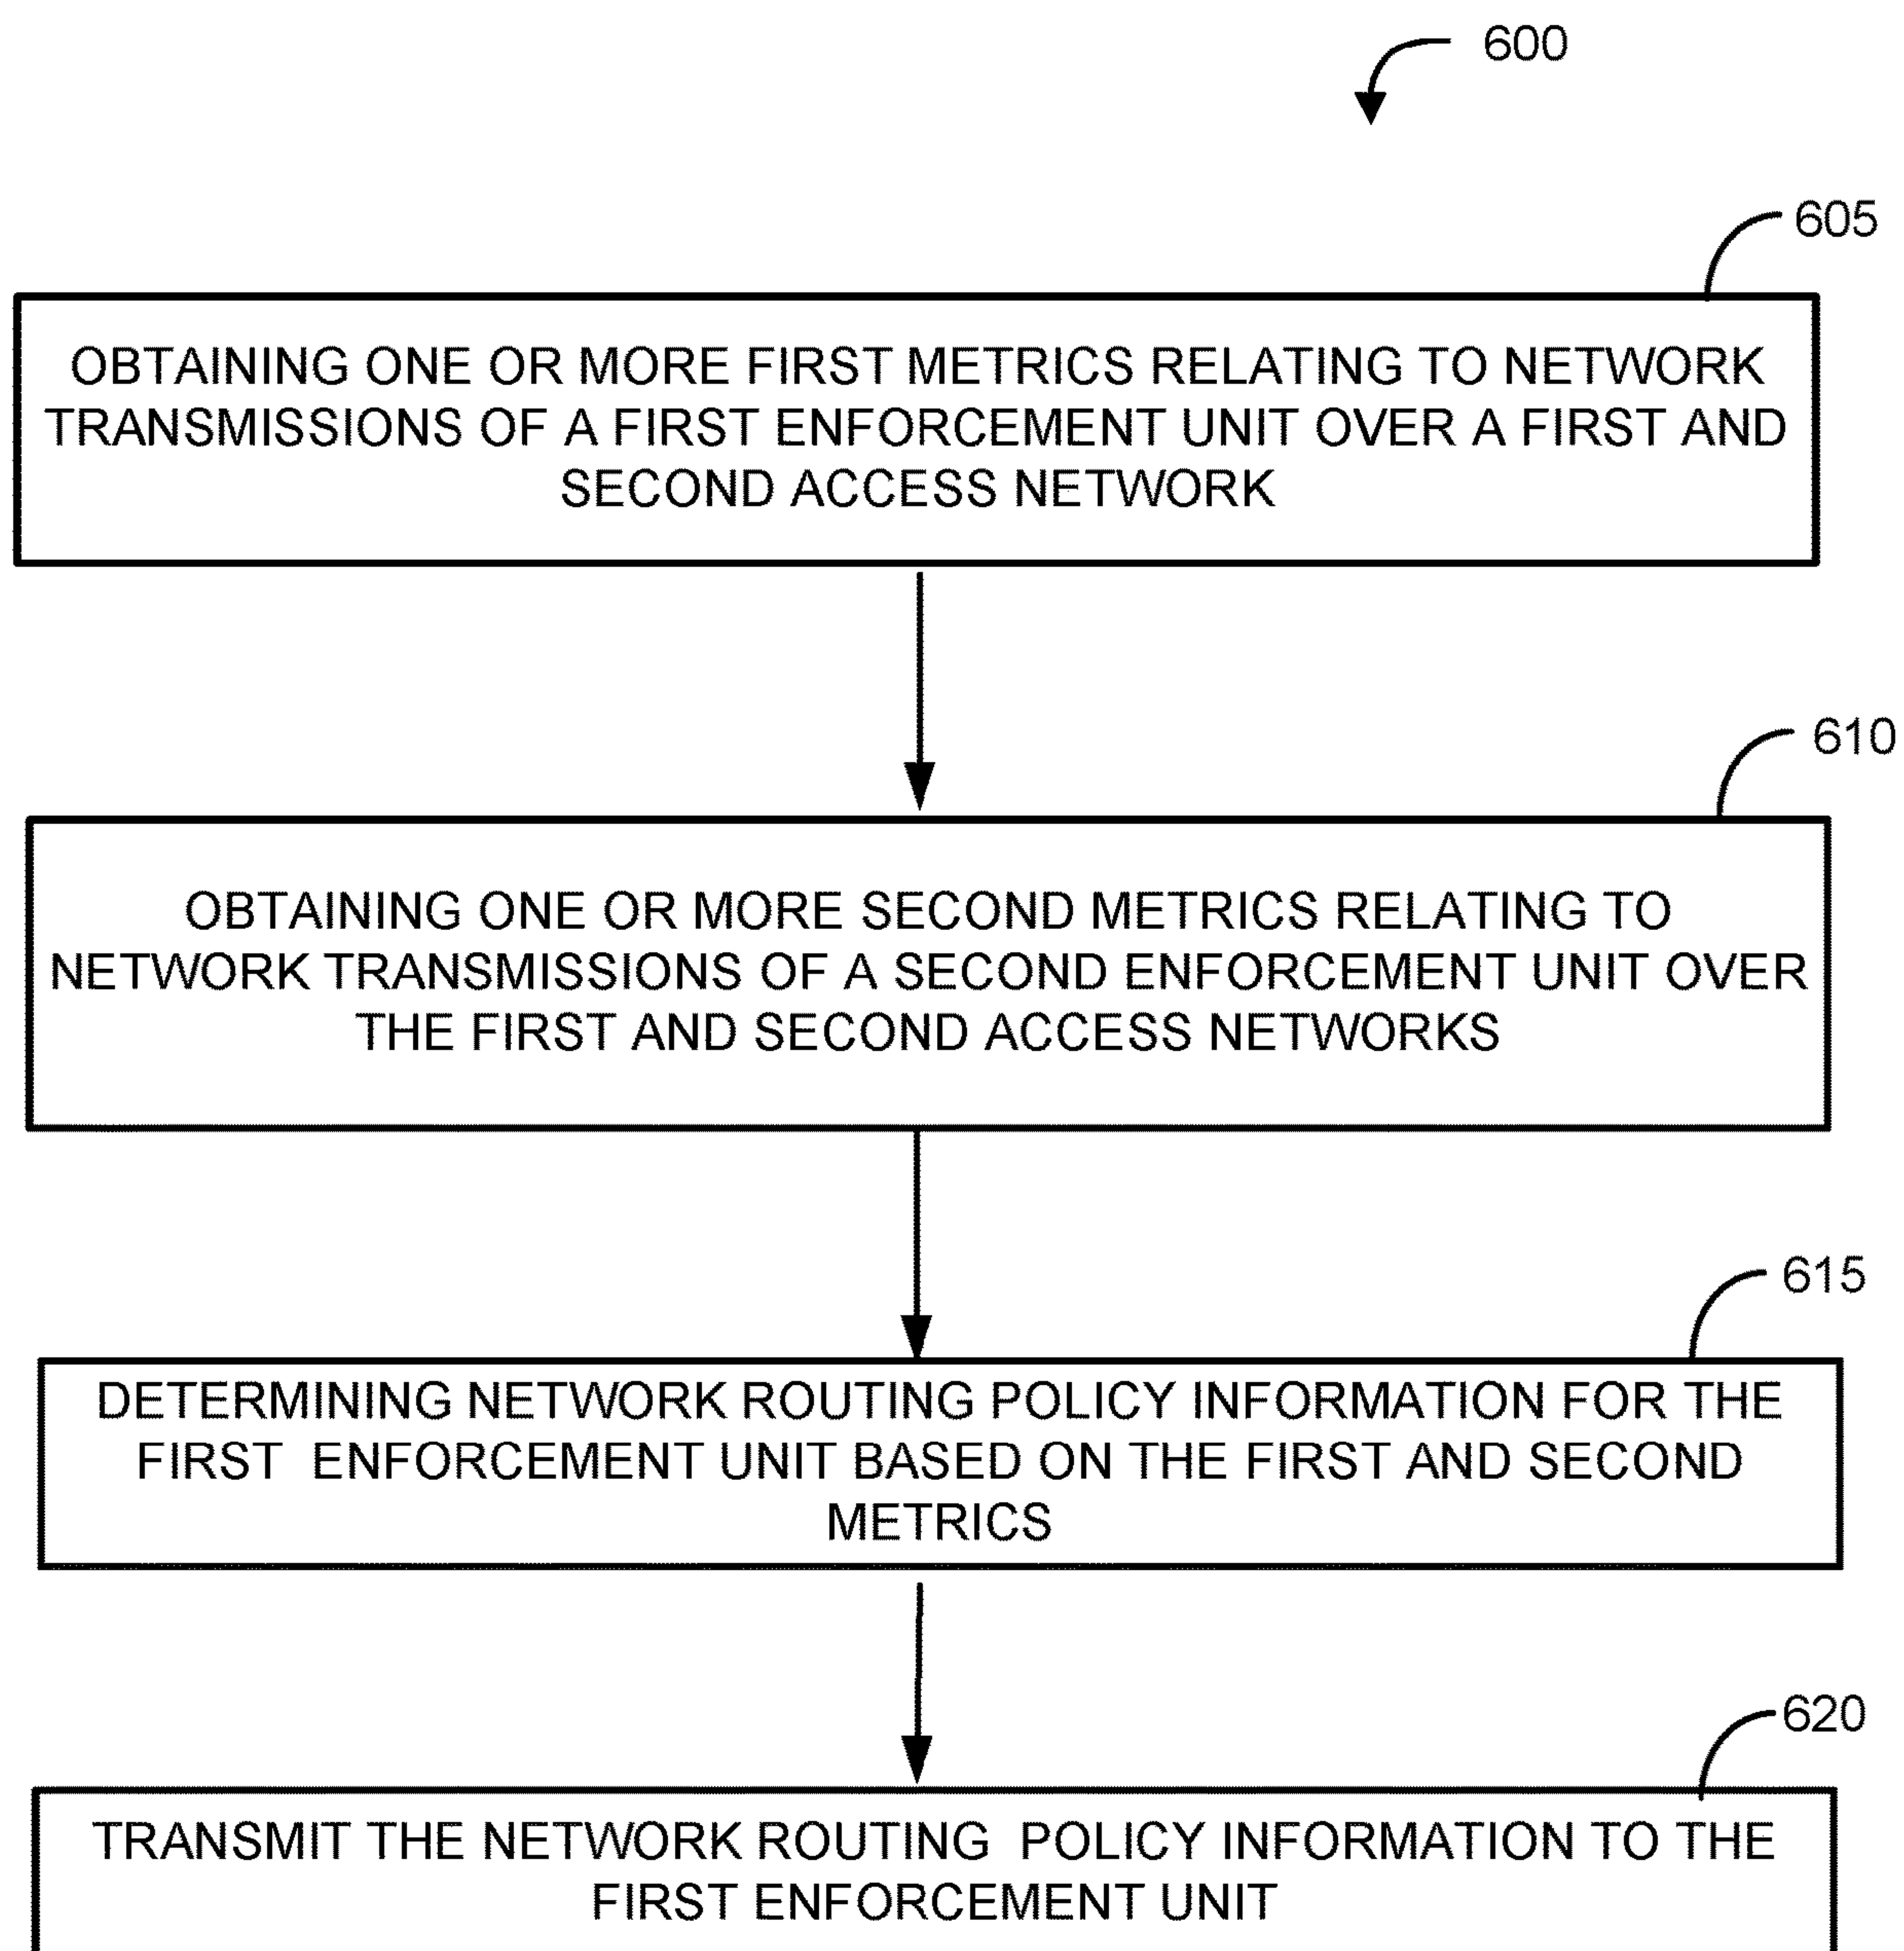 600
605
OBTAINING ONE OR MORE FIRST METRICS RELATING TO NETWORK
TRANSMISSIONS OF A FIRST ENFORCEMENT UNIT OVER A FIRST AND
SECOND ACCESS NETWORK
610
OBTAINING ONE OR MORE SECOND METRICS RELATING TO
NETWORK TRANSMISSIONS OF A SECOND ENFORCEMENT UNIT OVER
THE FIRST AND SECOND ACCESS NETWORKS
615
DETERMINING NETWORK ROUTING POLICY INFORMATION FOR THE
FIRST ENFORCEMENT UNIT BASED ON THE FIRST AND SECOND
METRICS
620
TRANSMIT THE NETWORK ROUTING POLICY INFORMATION TO THE
FIRST ENFORCEMENT UNIT